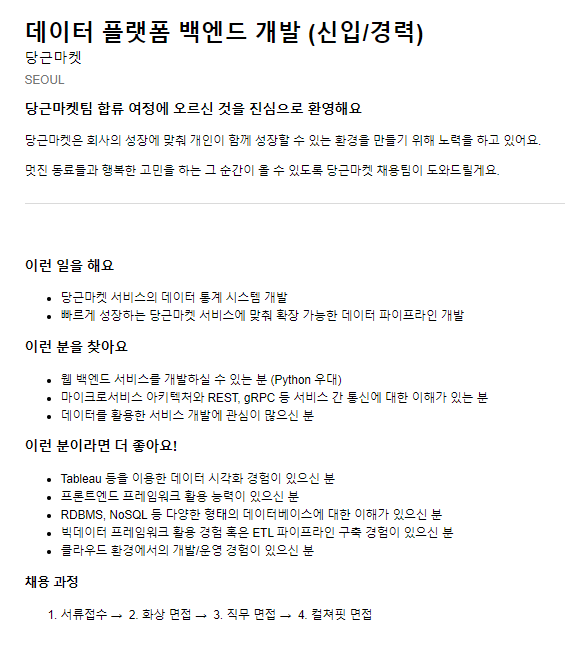 데이터 플랫폼 백엔드 개발 (신입/경력)
당근마켓
SEOUL
당근마켓팀 합류 여정에 오르신 것을 진심으로 환영해요
당근마켓은 회사의 성장에 맞춰 개인이 함께 성장할 수 있는 환경을 만들기 위해 노력을 하고 있어요.
멋진 동료들과 행복한 고민을 하는 그 순간이 올 수 있도록 당근마켓 채용팀이 도와드릴게요.
이런 일을 해요
• 당근마켓 서비스의 데이터 통계 시스템 개발
• 빠르게 성장하는 당근마켓 서비스에 맞춰 확장 가능한 데이터 파이프라인 개발
이런 분을 찾아요
• 웹 백엔드 서비스를 개발하실 수 있는 분 (Python 우대)
• 마이크로서비스 아키텍처와 REST, gRPC 등 서비스 간 통신에 대한 이해가 있는 분
• 데이터를 활용한 서비스 개발에 관심이 많으신 분
이런 분이라면 더 좋아요!
• Tableau 등을 이용한 데이터 시각화 경험이 있으신 분
• 프론트엔드 프레임워크 활용 능력이 있으신 분
• RDBMS, NoSQL 등 다양한 형태의 데이터베이스에 대한 이해가 있으신 분
• 빅데이터 프레임워크 활용 경험 혹은 ETL 파이프라인 구축 경험이 있으신 분
• 클라우드 환경에서의 개발/운영 경험이 있으신 분
채용 과정
1. 서류접수 → 2. 화상 면접 → 3. 직무 면접 → 4. 컬쳐핏 면접